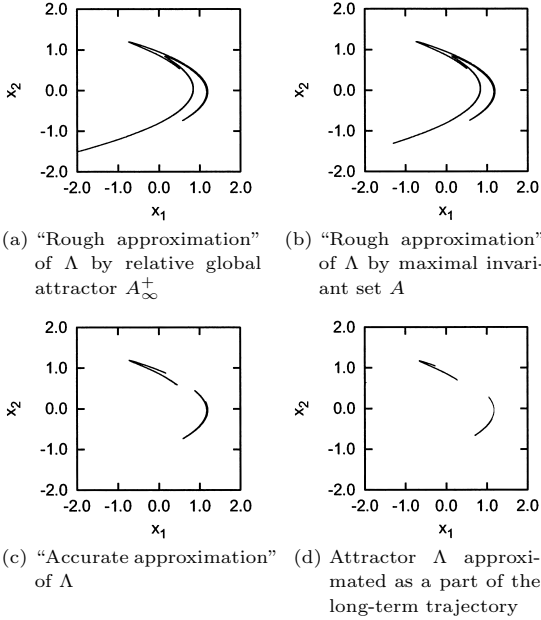 2.0
1.0
0.0
-1.0
-2.0
x2
-2.0 -1.0 0.0 1.0 2.0
x1
2.0
1.0
0.0
-1.0
-2.0
x2
-2.0 -1.0 0.0 1.0 2.0
x1
(a) “Rough approximation”
of Λ by relative global
attractor A∞+
(b) “Rough approximation”
of Λ by maximal invari-
ant set A
2.0
1.0
0.0
-1.0
-2.0
x2
-2.0 -1.0 0.0 1.0 2.0
x1
2.0
1.0
0.0
-1.0
-2.0
x2
-2.0 -1.0 0.0 1.0 2.0
x1
(c) “Accurate approximation”
of Λ
(d) Attractor Λ approxi-
mated as a part of the
long-term trajectory